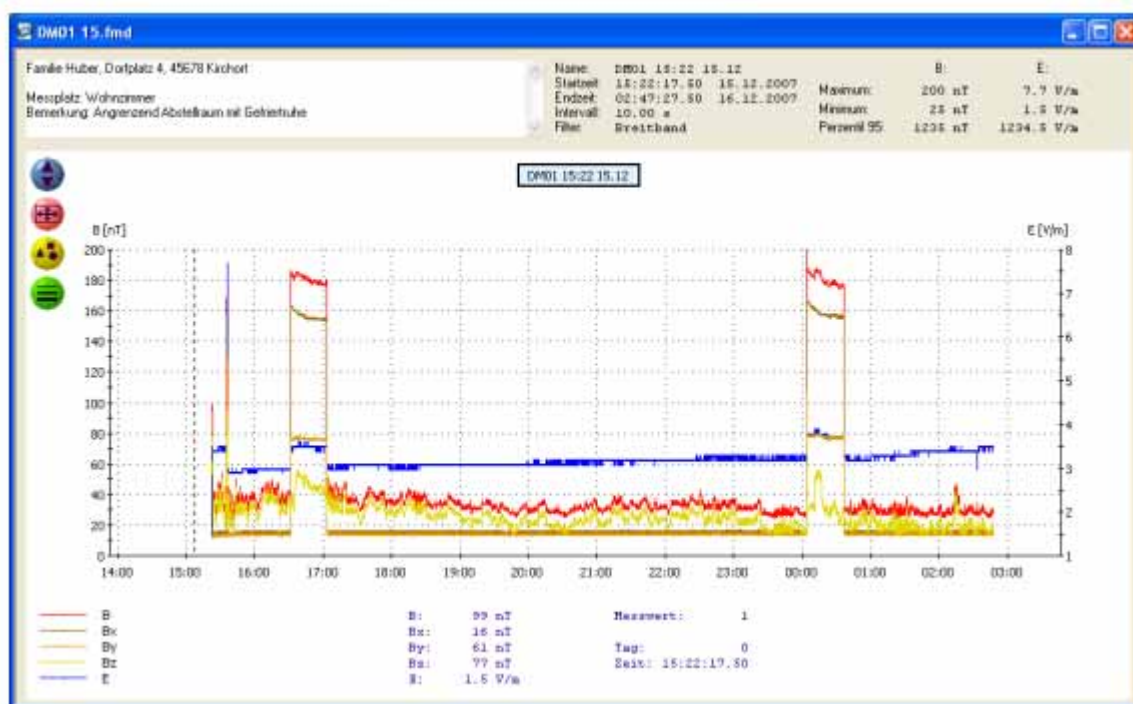 DM01 15.fmd
Familie Huber, Dorfplatz 4, 45678 Kirchort
Messplatz: Wohnzimmer
Bemerkung: Angrenzend Abstellraum mit Gefriertruhe
Name: DM01 15:22 15.12
Startzeit: 15:22:17.50 15.12.2007
Endzeit: 02:47:27.50 16.12.2007
Intervall: 10.00 s
Filter: Breitband
B: E:
Maximum: 200 nT 7.7 V/m
Minimum: 25 nT 1.5 V/m
Perzentil 95: 1235 nT 1234.5 V/m
DM01 15:22 15.12
B [nT]
E [V/m]
200
180
160
140
120
100
80
60
40
20
0
8
7
6
5
4
3
2
1
14:00 15:00 16:00 17:00 18:00 19:00 20:00 21:00 22:00 23:00 00:00 01:00 02:00 03:00
B
Bx
By
Bz
E
B: 99 nT
Bx: 16 nT
By: 61 nT
Bz: 77 nT
E: 1.5 V/m
Messwert: 1
Tag: 0
Zeit: 15:22:17.50